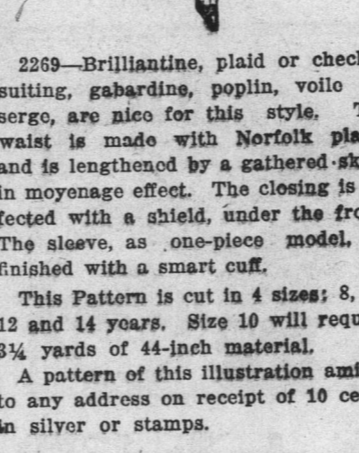 2269—Brilliantine, plaid or check
suiting, gabardine, poplin, voile
serge, are nice for this style. T
waist is made with Norfolk pla
and is lengthened by a gathered sk
in moyenage effect. The closing is
fected with a shield, under the fro
The sleeve, as one-piece model,
finished with a smart cuff.
This Pattern is cut in 4 sizes: 8,
12 and 14 years. Size 10 will requ
3¼ yards of 44-inch material.
A pattern of this illustration
to any address on receipt of 10 ce
in silver or stamps.